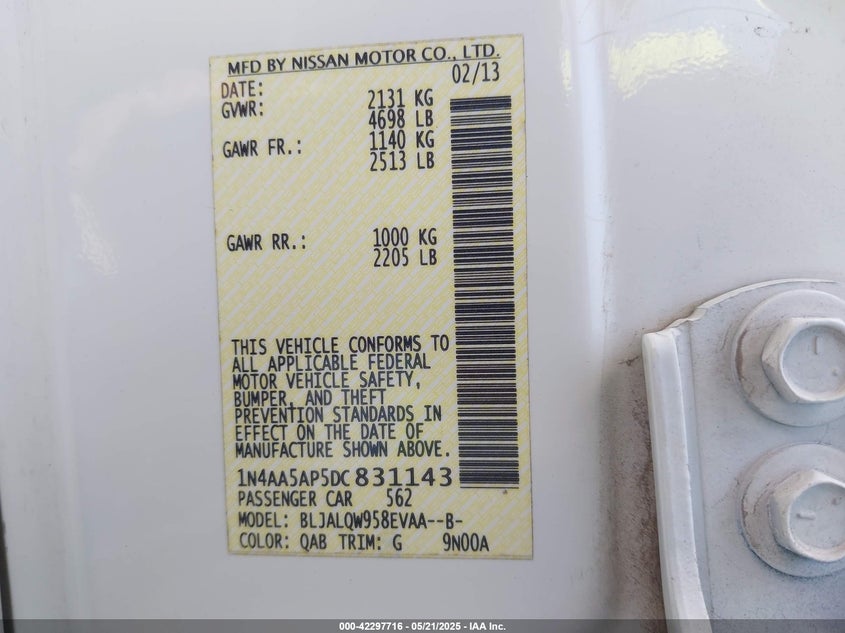 MFD BY NISSAN MOTOR CO., LTD.
DATE: 02/13
GVWR: 2131 KG
4698 LB
GAWR FR.: 1140 KG
2513 LB
GAWR RR.: 1000 KG
2205 LB
THIS VEHICLE CONFORMS TO
ALL APPLICABLE FEDERAL
MOTOR VEHICLE SAFETY,
BUMPER, AND THEFT
PREVENTION STANDARDS IN
EFFECT ON THE DATE OF
MANUFACTURE SHOWN ABOVE.
1N4AA5AP5DC831143
PASSENGER CAR 562
MODEL: BLJALQW958EVAA--B-
COLOR: QAB TRIM: G 9N00A
000-42297716 - 05/21/2025 - IAA Inc.